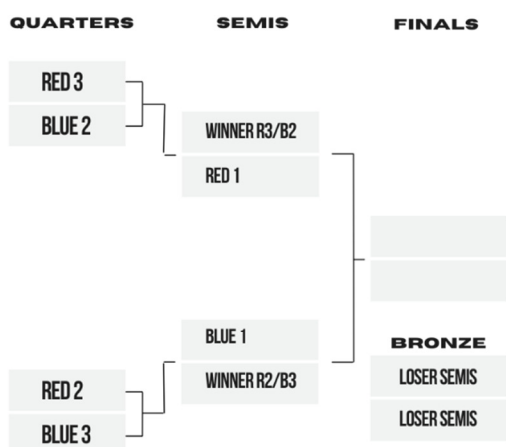 QUARTERS
SEMIS
FINALS
RED 3
BLUE 2
WINNER R3/B2
RED 1
BLUE 1
WINNER R2/B3
RED 2
BLUE 3
BRONZE
LOSER SEMIS
LOSER SEMIS